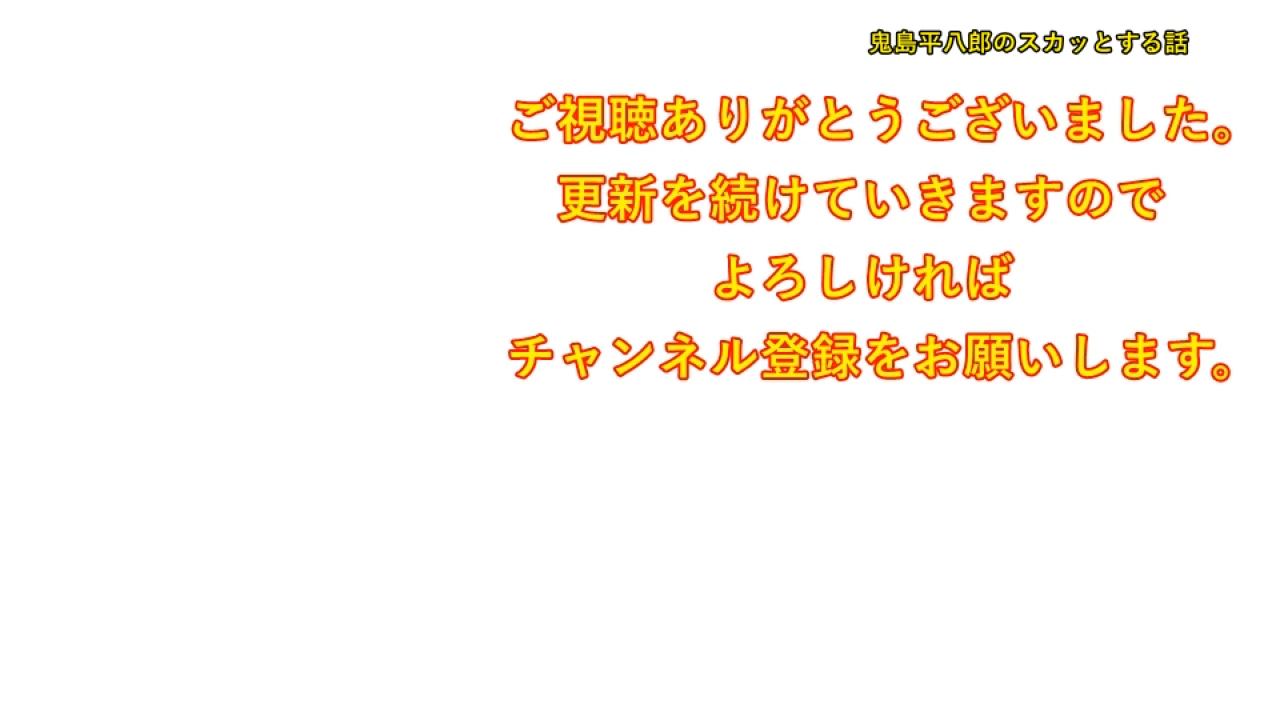 鬼島平八郎のスカッとする話
ご視聴ありがとうございました。
更新を続けていきますので
よろしければ
チャンネル登録をお願いします。